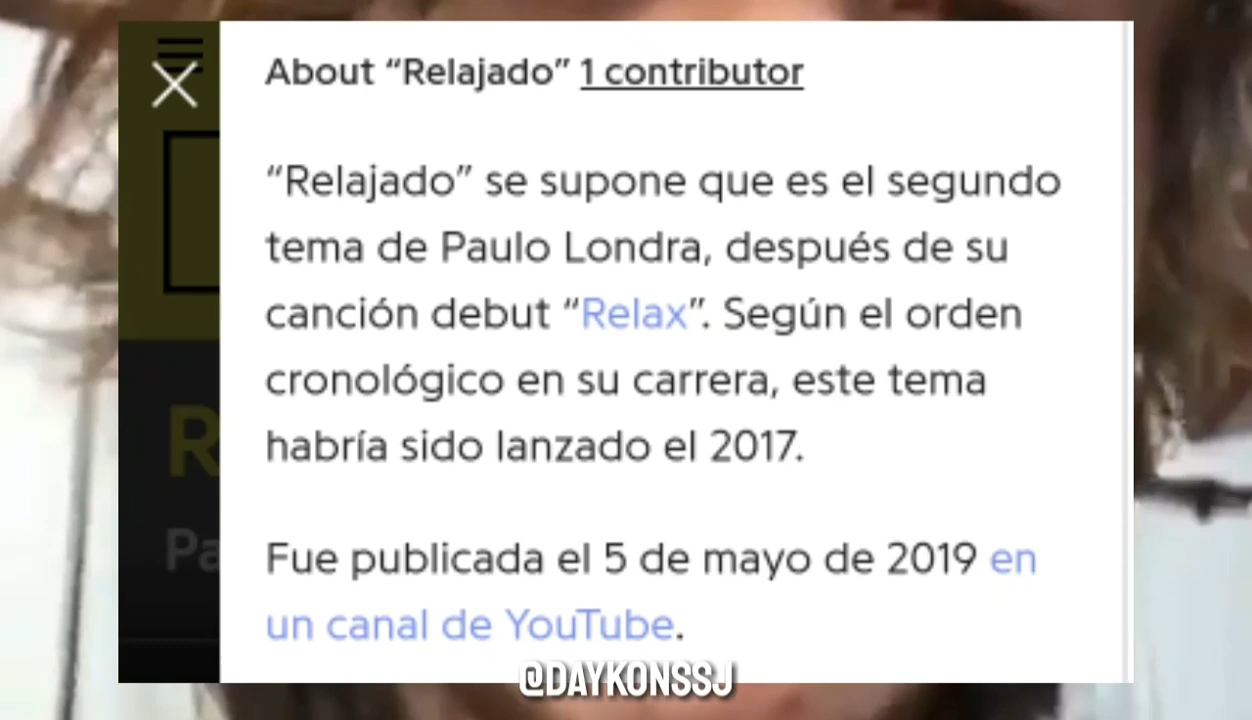 About “Relajado” 1 contributor
“Relajado” se supone que es el segundo
tema de Paulo Londra, después de su
canción debut “Relax”. Según el orden
cronológico en su carrera, este tema
habría sido lanzado el 2017.
Fue publicada el 5 de mayo de 2019 en
un canal de YouTube.
@DAYKONSSJ